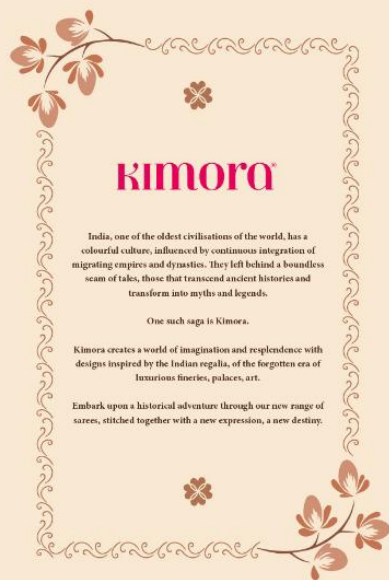 Kimora®
India, one of the oldest civilisations of the world, has a
colourful culture, influenced by continuous integration of
migrating empires and dynasties. They left behind a boundless
seam of tales, those that transcend ancient histories and
transform into myths and legends.
One such saga is Kimora.
Kimora creates a world of imagination and resplendence with
designs inspired by the Indian regalia, of the forgotten era of
luxurious fineries, palaces, art.
Embark upon a historical adventure through our new range of
sarees, stitched together with a new expression, a new destiny.